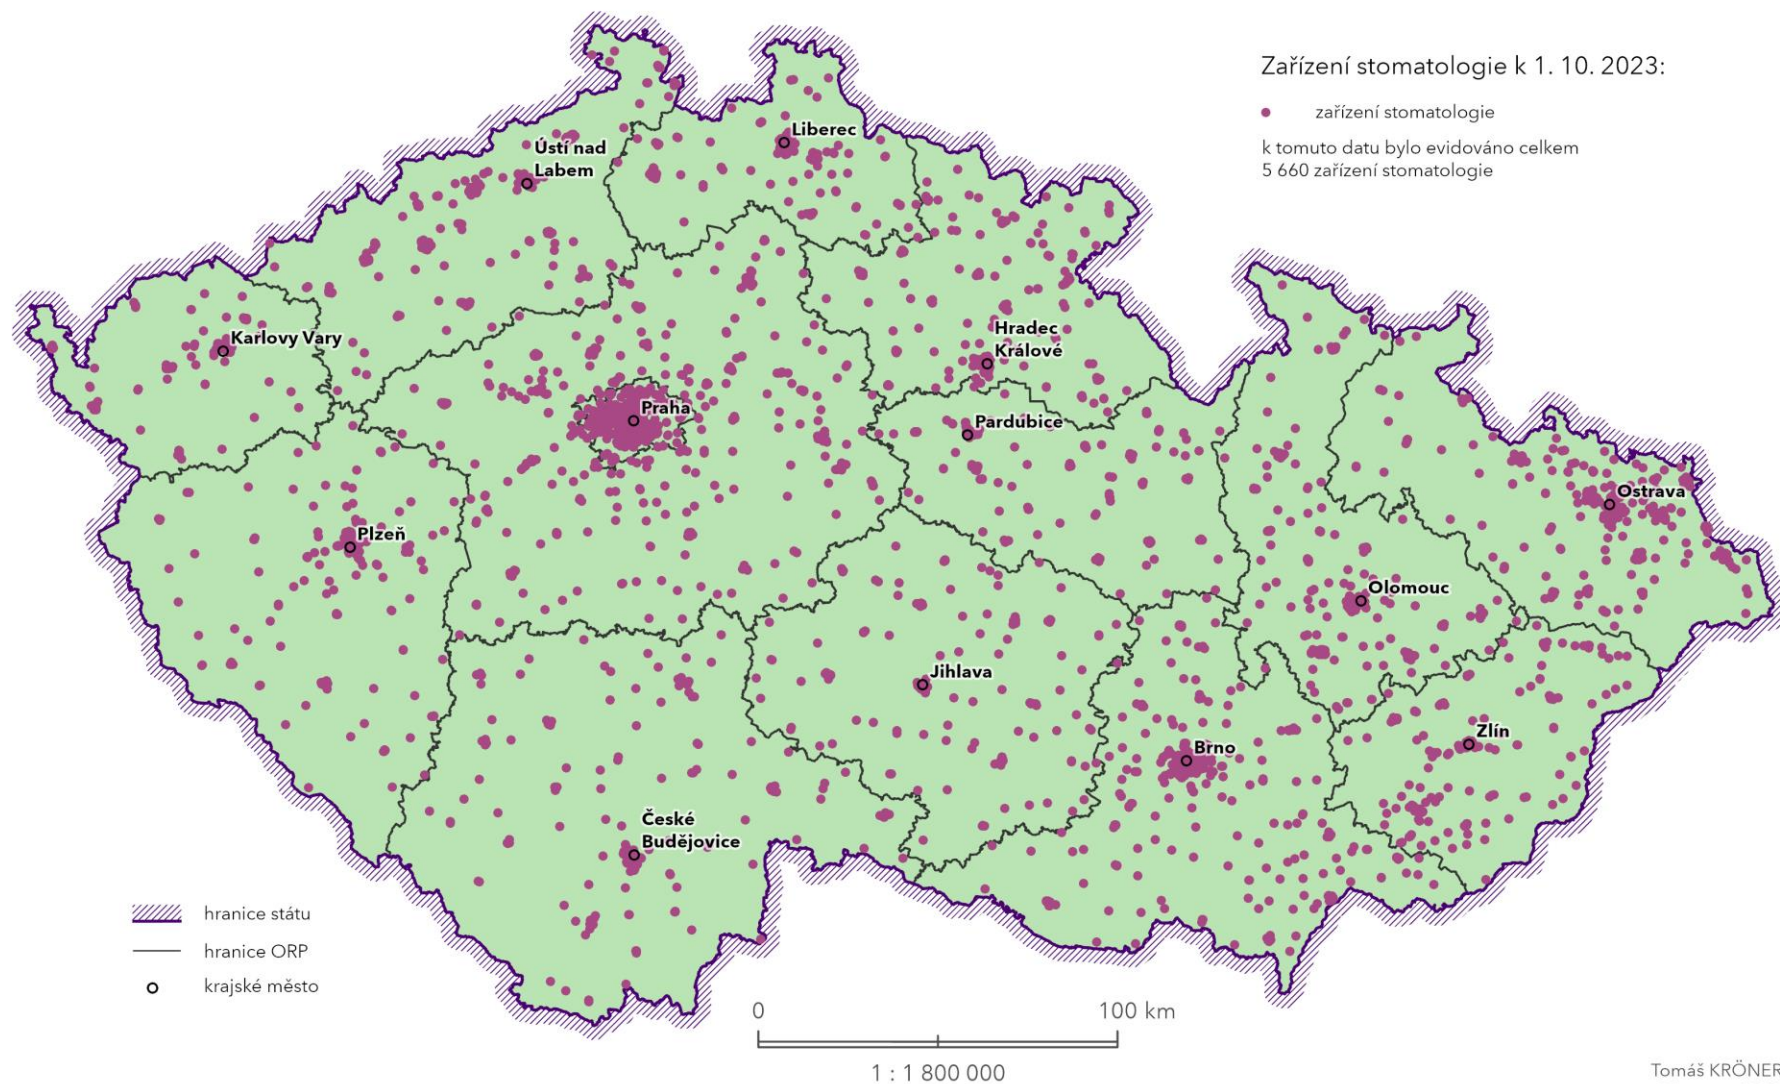 Zařízení stomatologie k 1. 10. 2023:
zařízení stomatologie
k tomuto datu bylo evidováno celkem
5 660 zařízení stomatologie
Liberec
Ústí nad
Labem
Karlovy Vary
Hradec
Králové
Praha
Pardubice
Plzeň
Ostrava
Olomouc
Jihlava
Zlín
Brno
České
Budějovice
hranice státu
hranice ORP
krajské město
0 100 km
1 : 1 800 000
Tomáš KRÖNER